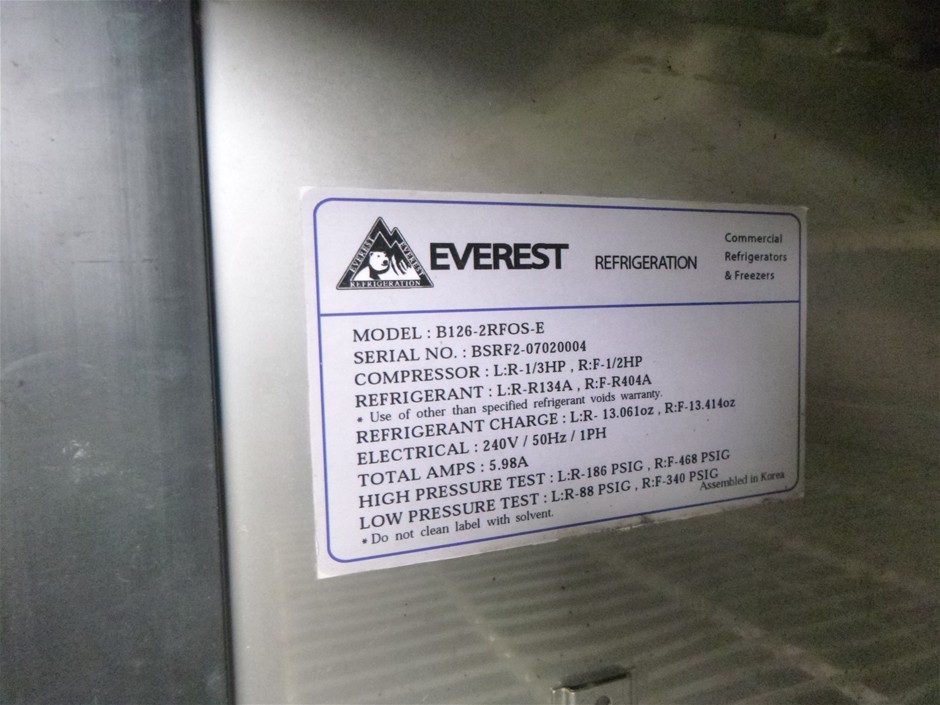 EVEREST EVEREST
REFRIGERATION
EVEREST REFRIGERATION
Commercial
Refrigerators
& Freezers
MODEL : B126-2RFOS-E
SERIAL NO. : BSRF2-07020004
COMPRESSOR : L:R-1/3HP , R:F-1/2HP
REFRIGERANT : L:R-R134A , R:F-R404A
* Use of other than specified refrigerant voids warranty.
REFRIGERANT CHARGE : L:R- 13.061oz , R:F-13.414oz
ELECTRICAL : 240V / 50Hz / 1PH
TOTAL AMPS : 5.98A
HIGH PRESSURE TEST : L:R-186 PSIG , R:F-468 PSIG
LOW PRESSURE TEST : L:R-88 PSIG , R:F-340 PSIG
* Do not clean label with solvent.
Assembled in Korea